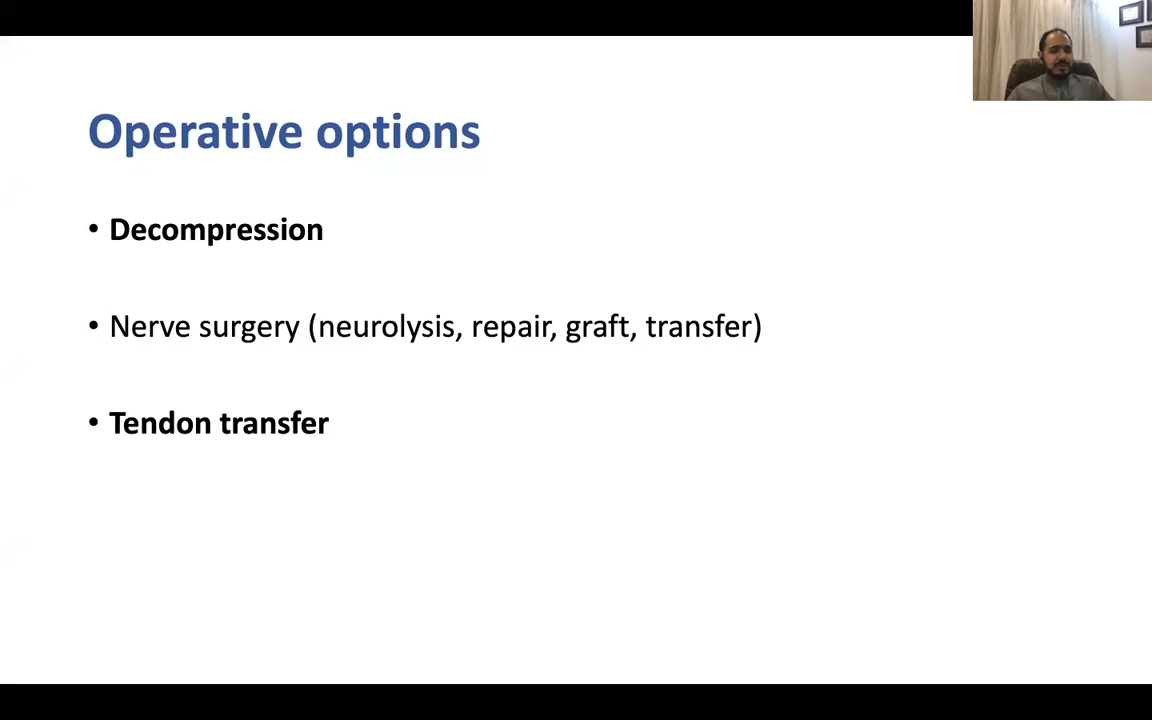 Operative options
• Decompression
• Nerve surgery (neurolysis, repair, graft, transfer)
• Tendon transfer